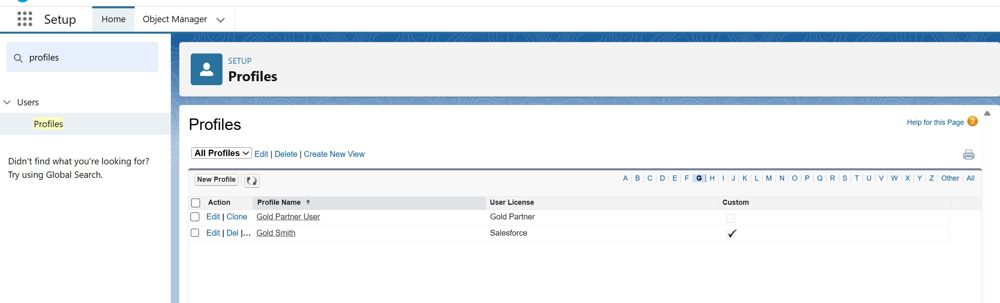 Setup
Home
Object Manager
profiles
Users
Profiles
Didn't find what you're looking for?
Try using Global Search.
SETUP
Profiles
Profiles
Help for this Page
All Profiles Edit | Delete | Create New View
New Profile
A B C D E F G H I J K L M N O P Q R S T U V W X Y Z Other All
Action Profile Name User License Custom
Edit | Clone Gold Partner User Gold Partner
Edit | Del |... Gold Smith Salesforce